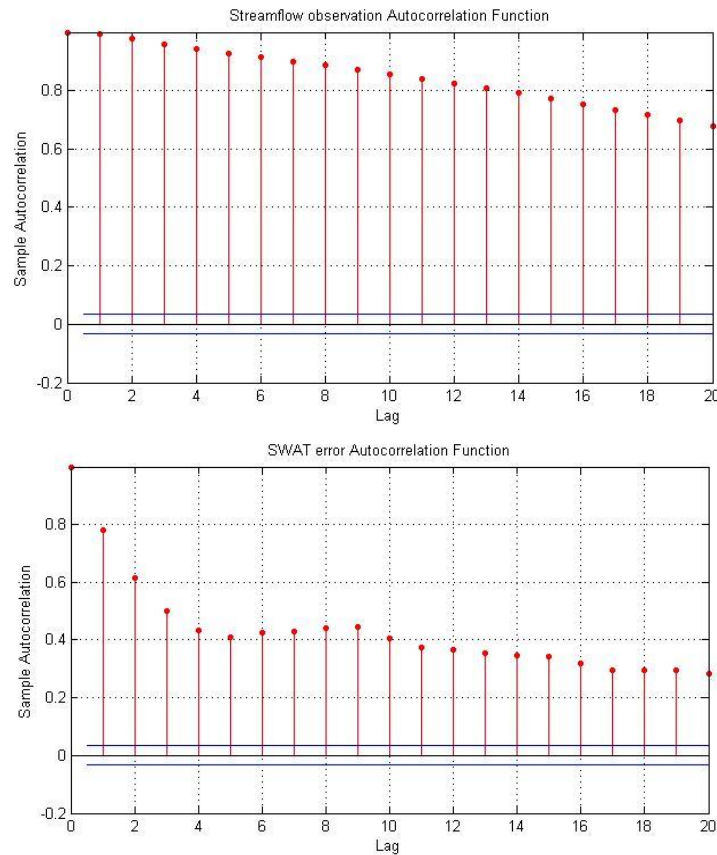 Streamflow observation Autocorrelation Function
Sample Autocorrelation
0.8
0.6
0.4
0.2
0
-0.2
0 2 4 6 8 10 12 14 16 18 20
Lag
SWAT error Autocorrelation Function
Sample Autocorrelation
0.8
0.6
0.4
0.2
0
-0.2
0 2 4 6 8 10 12 14 16 18 20
Lag